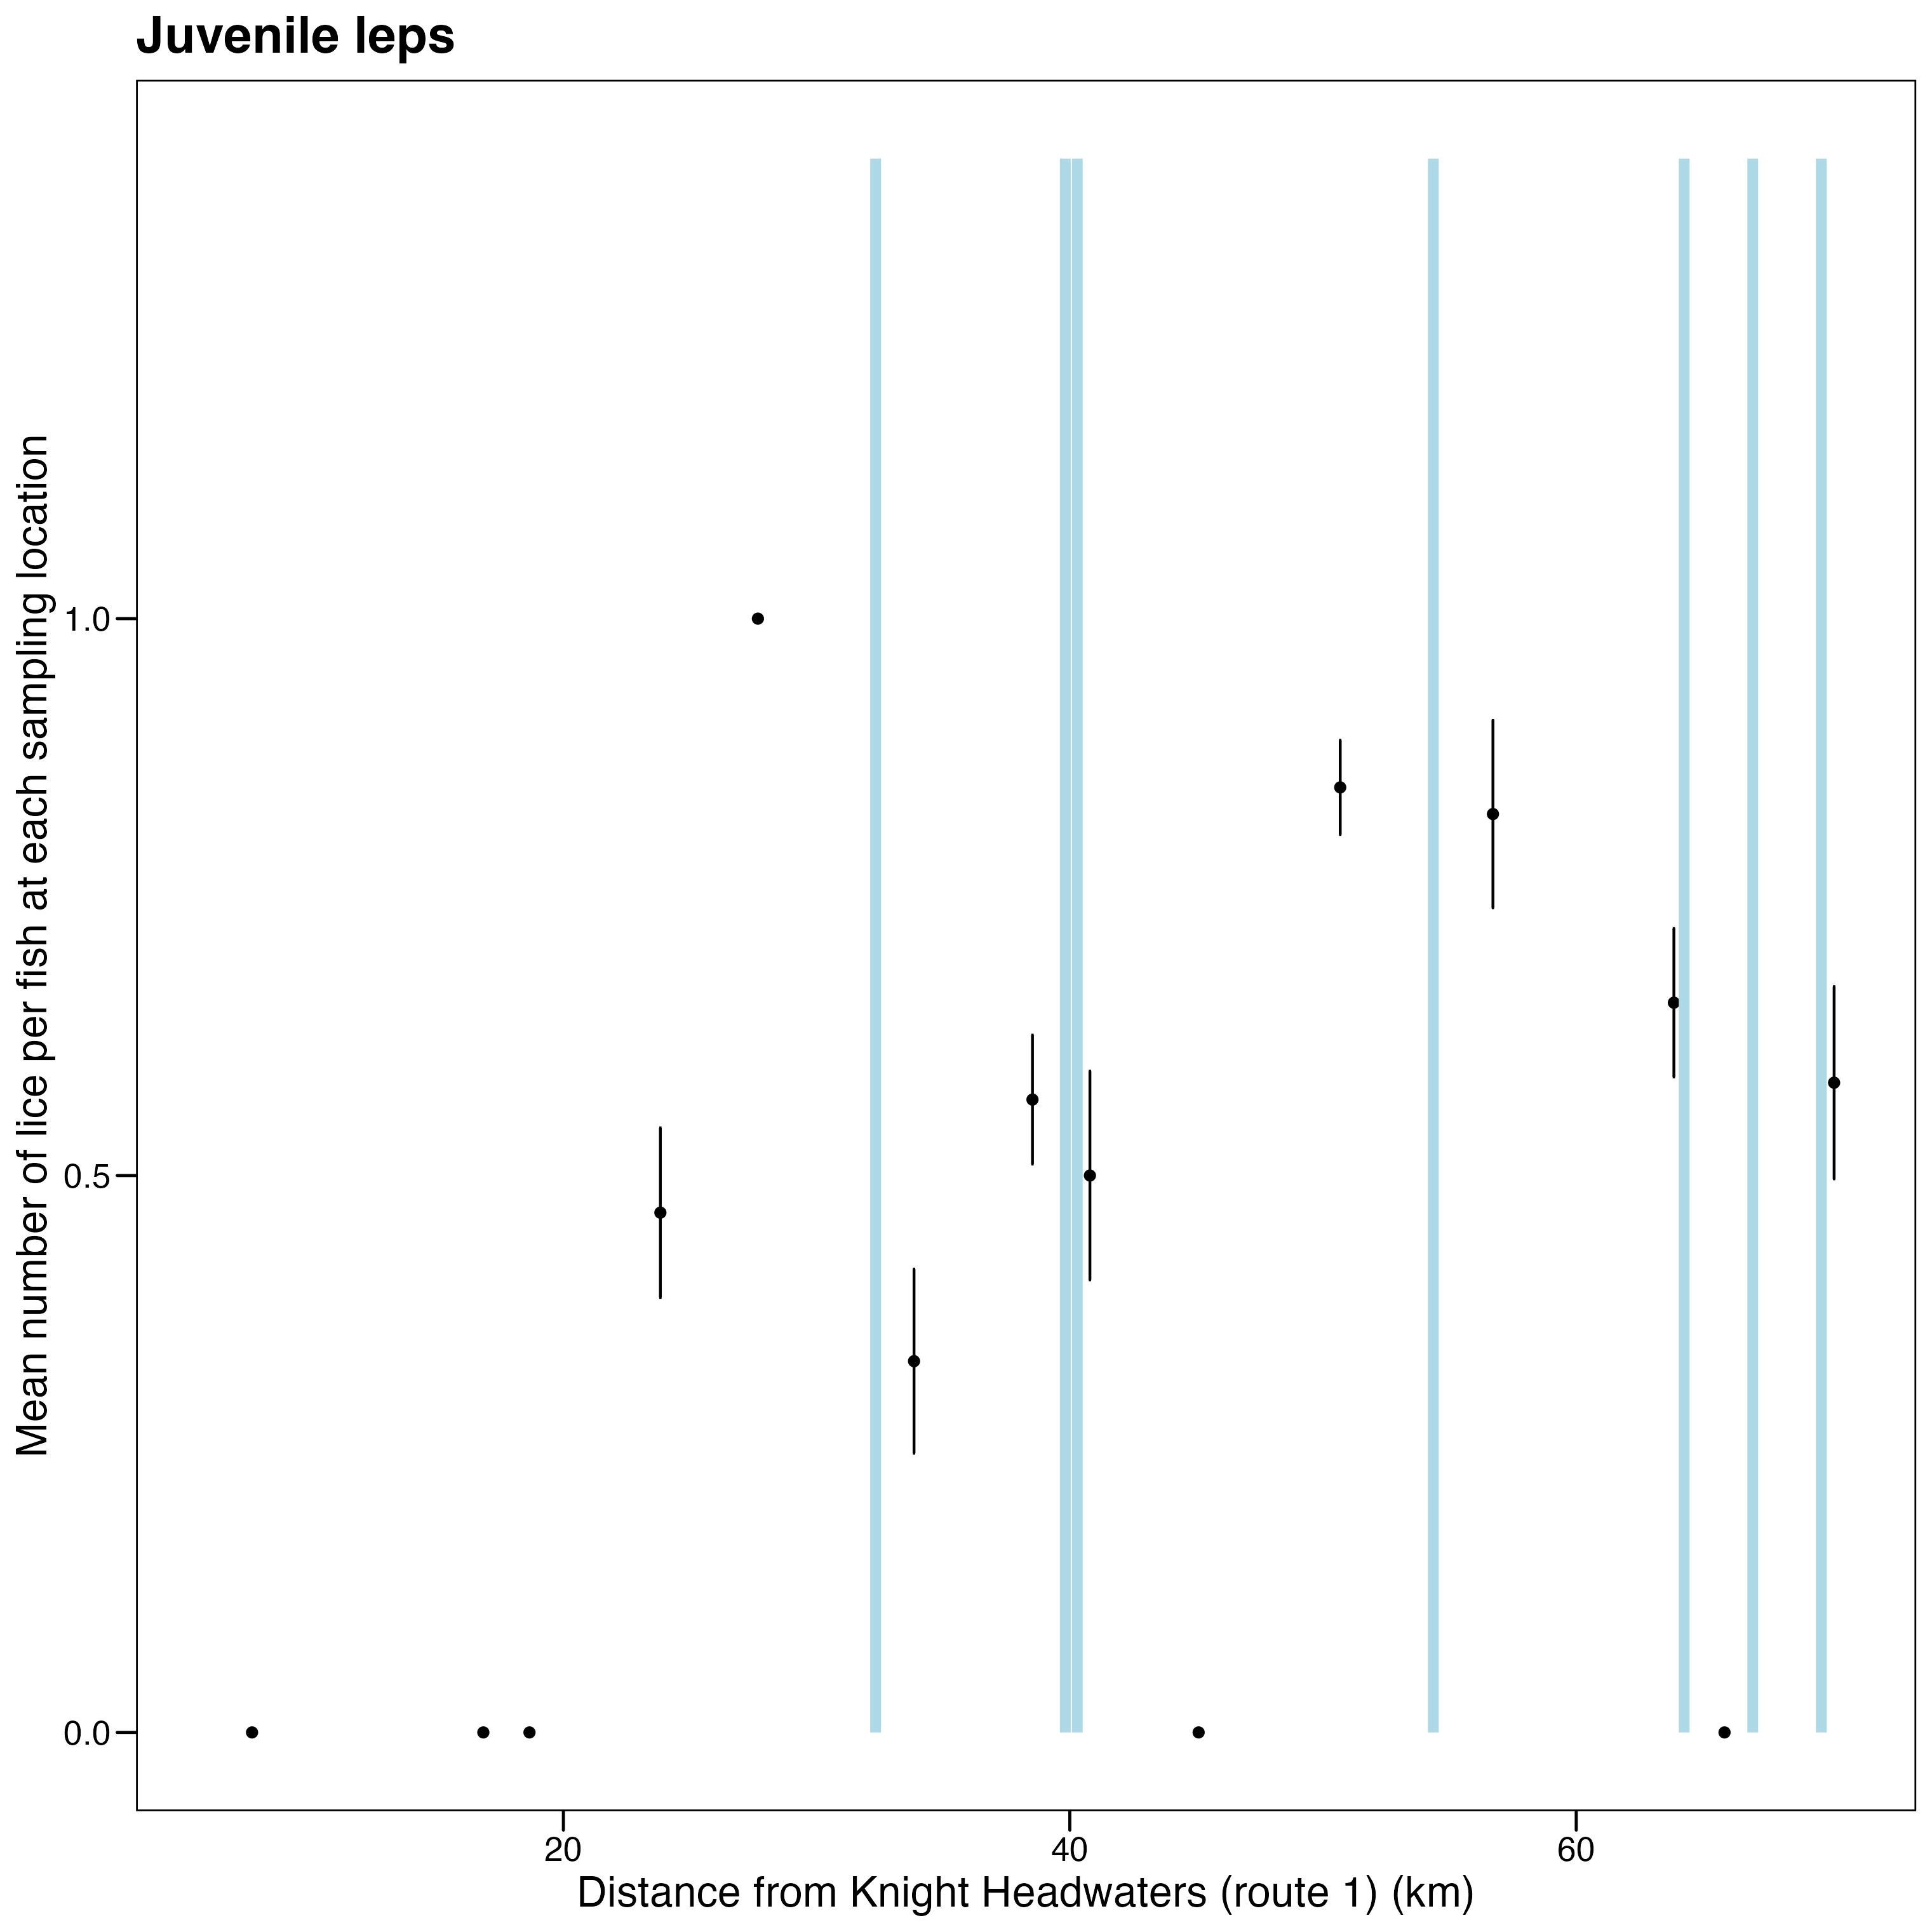 Juvenile leps
Mean number of lice per fish at each sampling location
1.0
0.5
0.0
20
40
60
Distance from Knight Headwaters (route 1) (km)